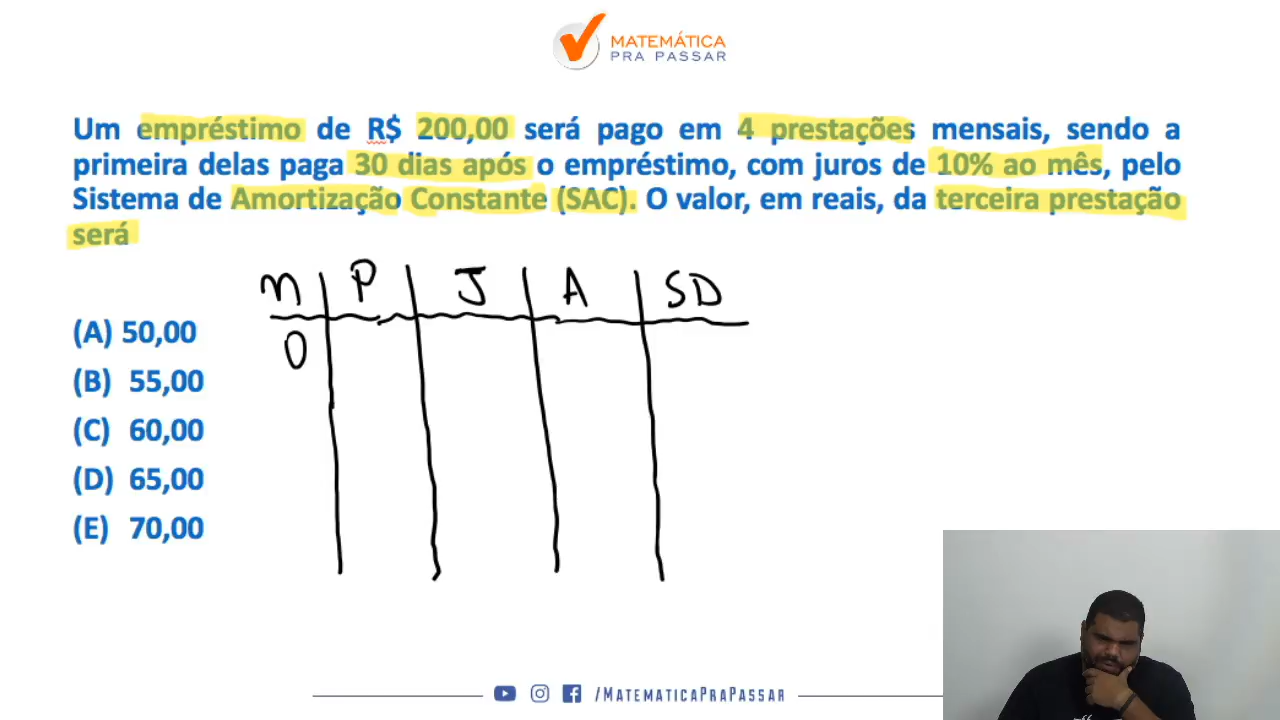 MATEMÁTICA
PRA PASSAR
Um empréstimo de R$ 200,00 será pago em 4 prestações mensais, sendo a
primeira delas paga 30 dias após o empréstimo, com juros de 10% ao mês, pelo
Sistema de Amortização Constante (SAC). O valor, em reais, da terceira prestação
será
n P J A SD
0
(A) 50,00
(B) 55,00
(C) 60,00
(D) 65,00
(E) 70,00
/MatematicaPraPassar